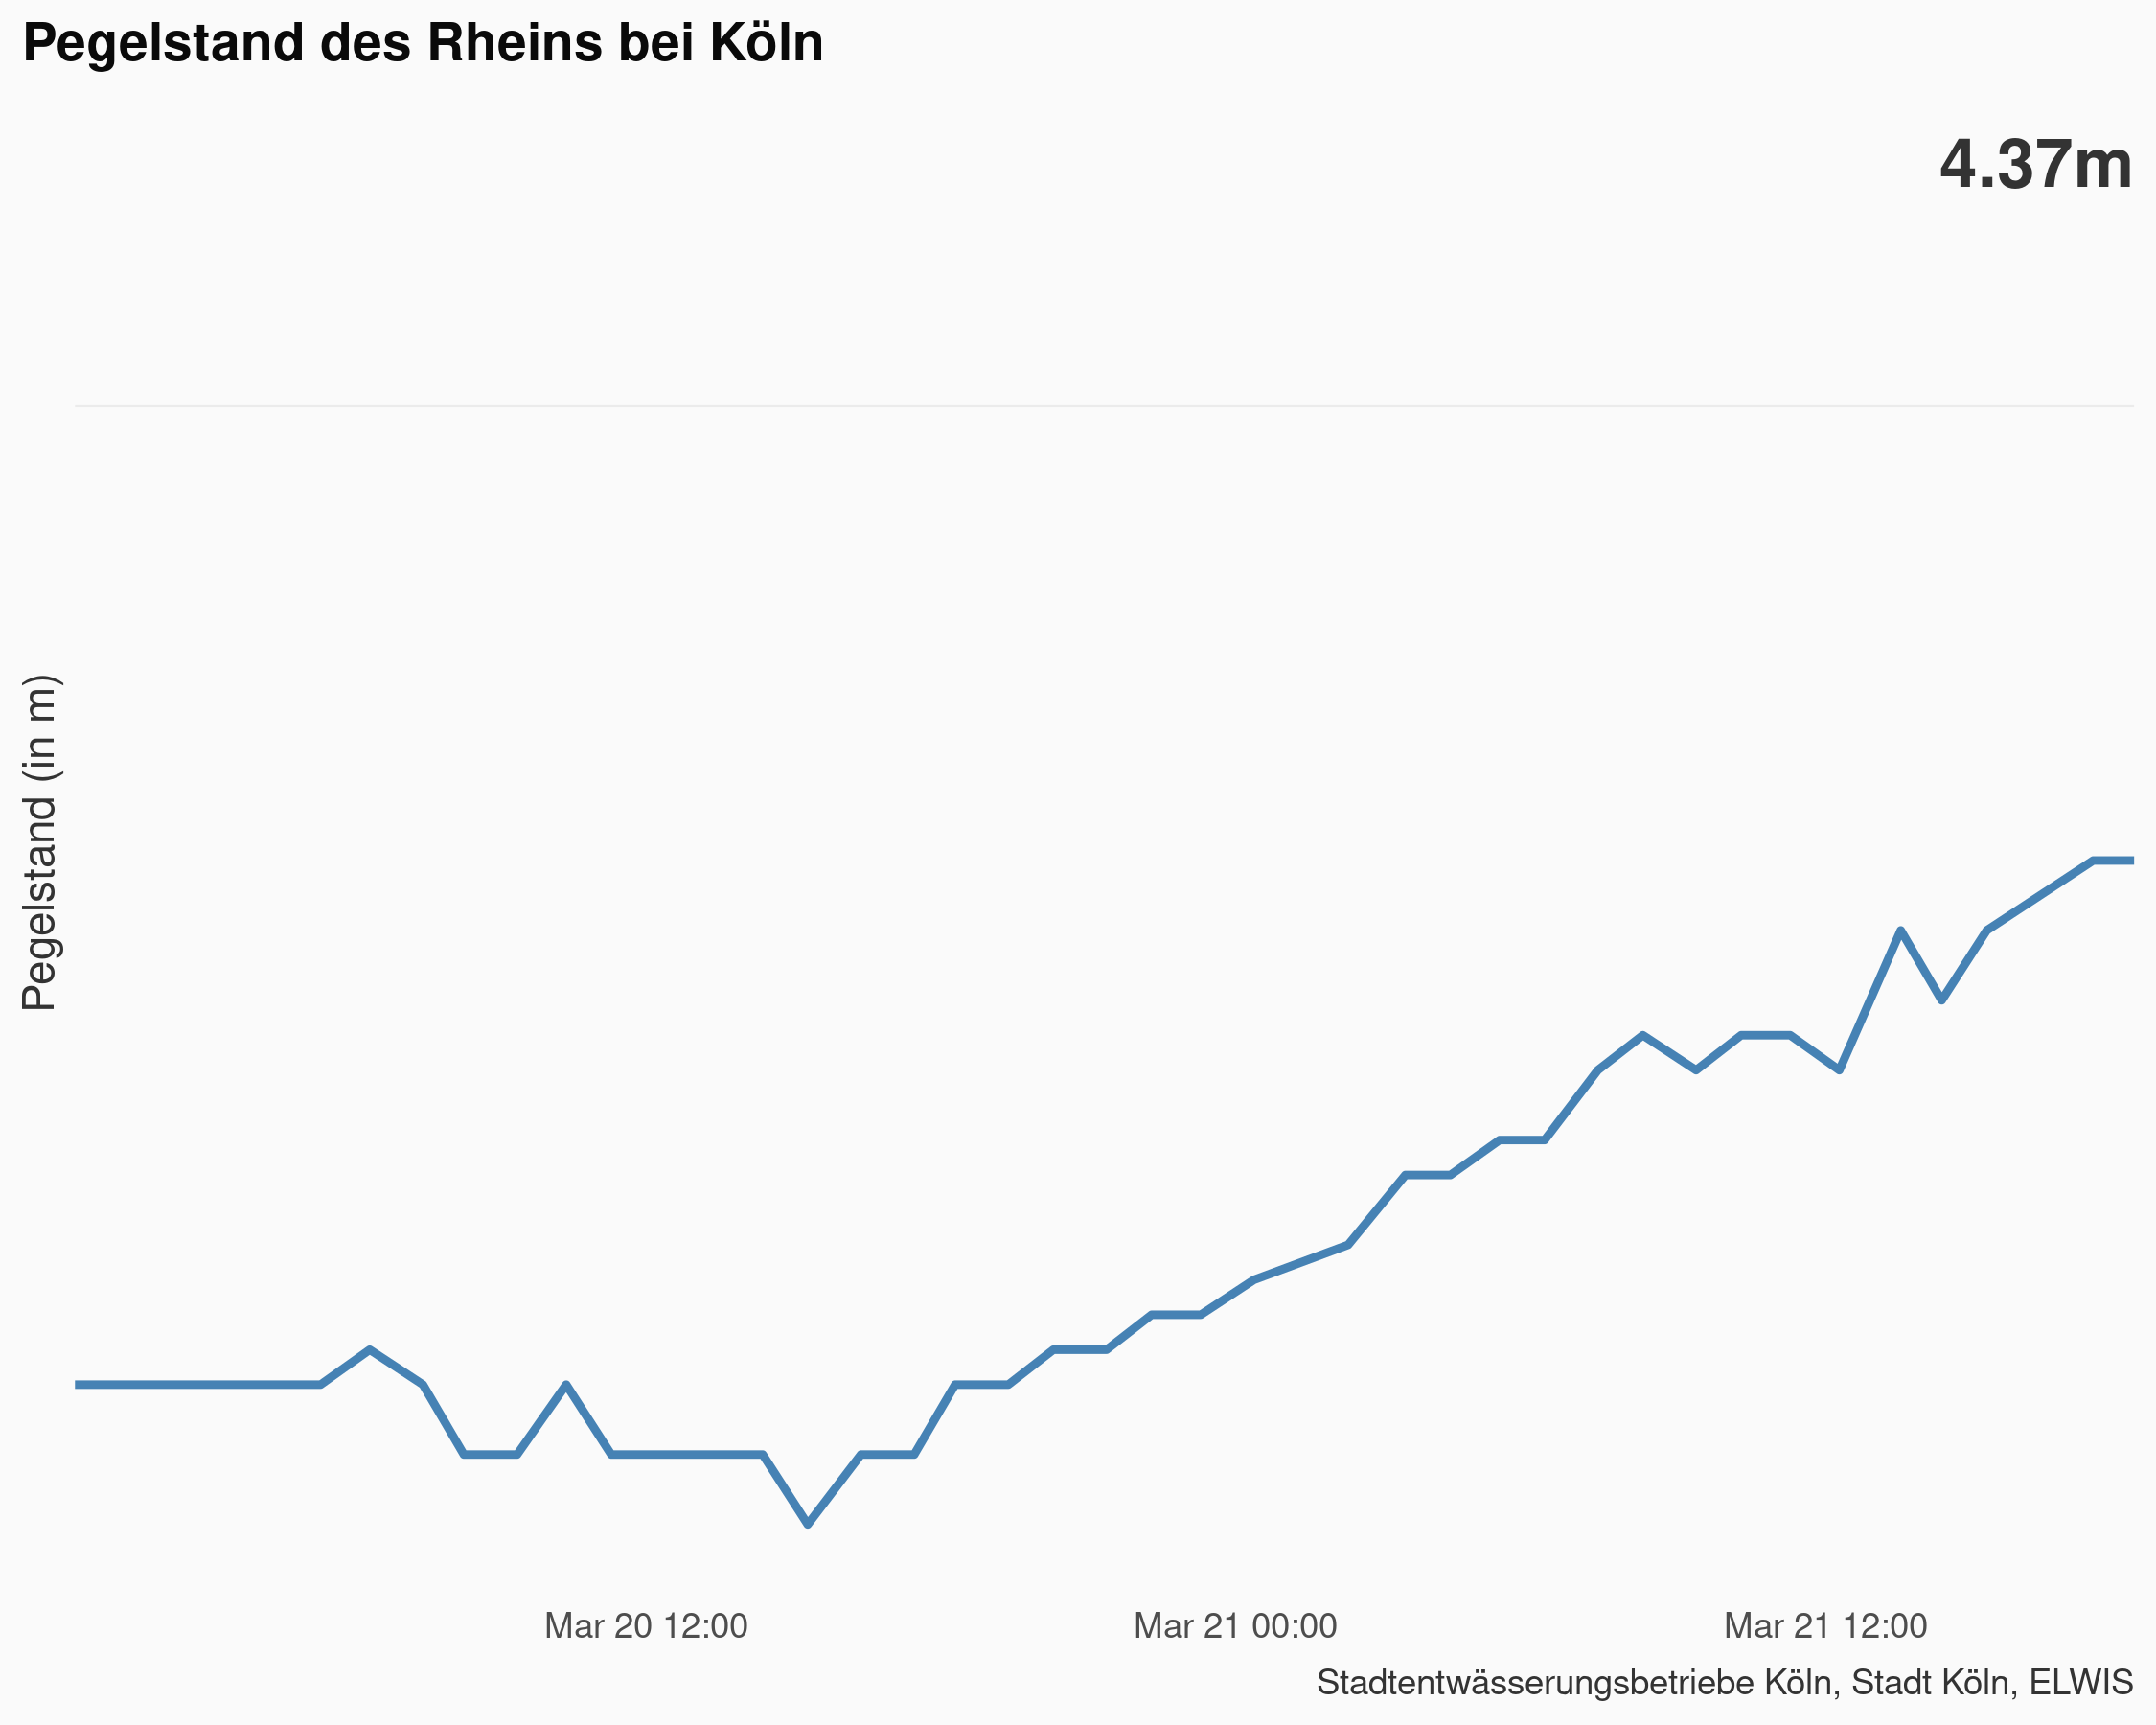 Pegelstand des Rheins bei Köln
4.37m
Pegelstand (in m)
Mar 20 12:00
Mar 21 00:00
Mar 21 12:00
Stadtentwässerungsbetriebe Köln, Stadt Köln, ELWIS